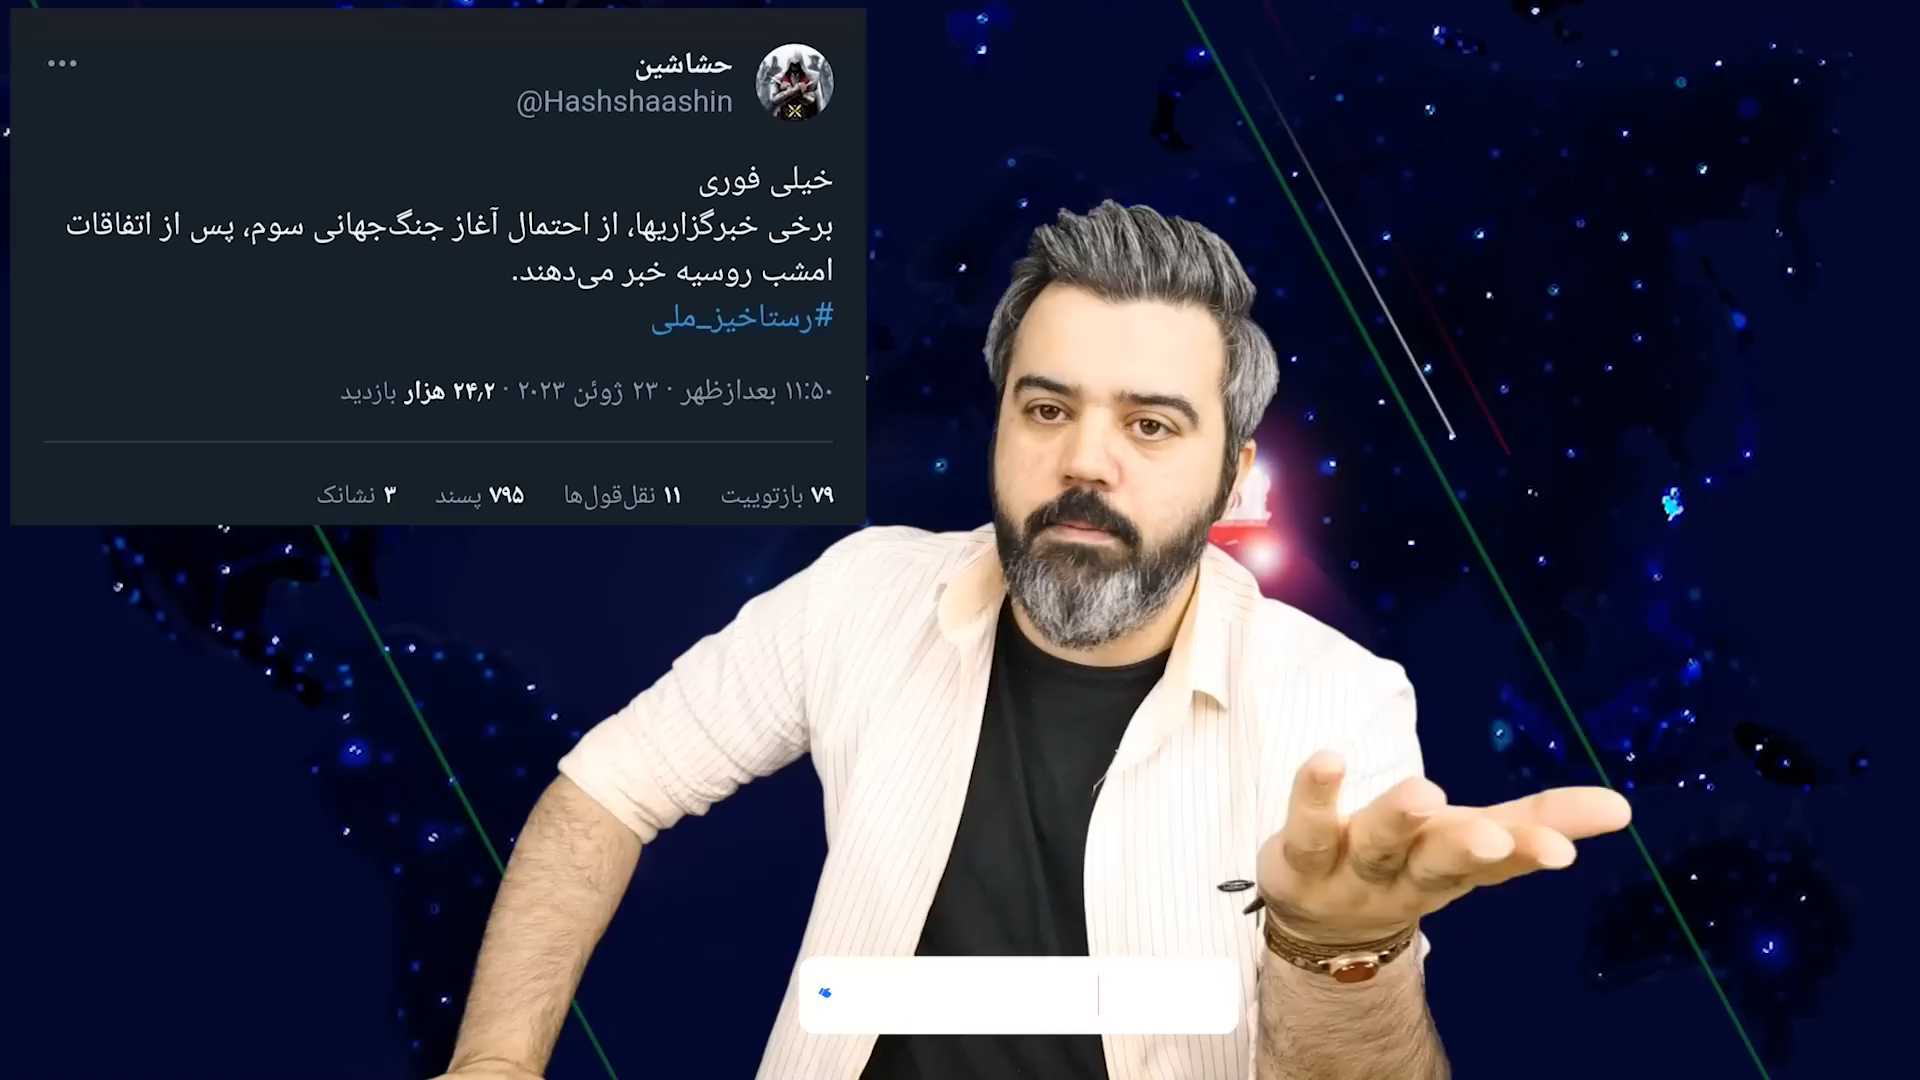 حشاشین
@Hashshaashin
خیلی فوری
برخی خبرگزاریها، از احتمال آغاز جنگ‌جهانی سوم، پس از اتفاقات
امشب روسیه خبر می‌دهند.
#رستاخیز_ملی
۱۱:۵۰ بعدازظهر · ۲۳ ژوئن ۲۰۲۳ · ۲۴٫۲ هزار بازدید
۷۹ بازتوییت ۱۱ نقل‌قول‌ها ۷۹۵ پسند ۳ نشانک